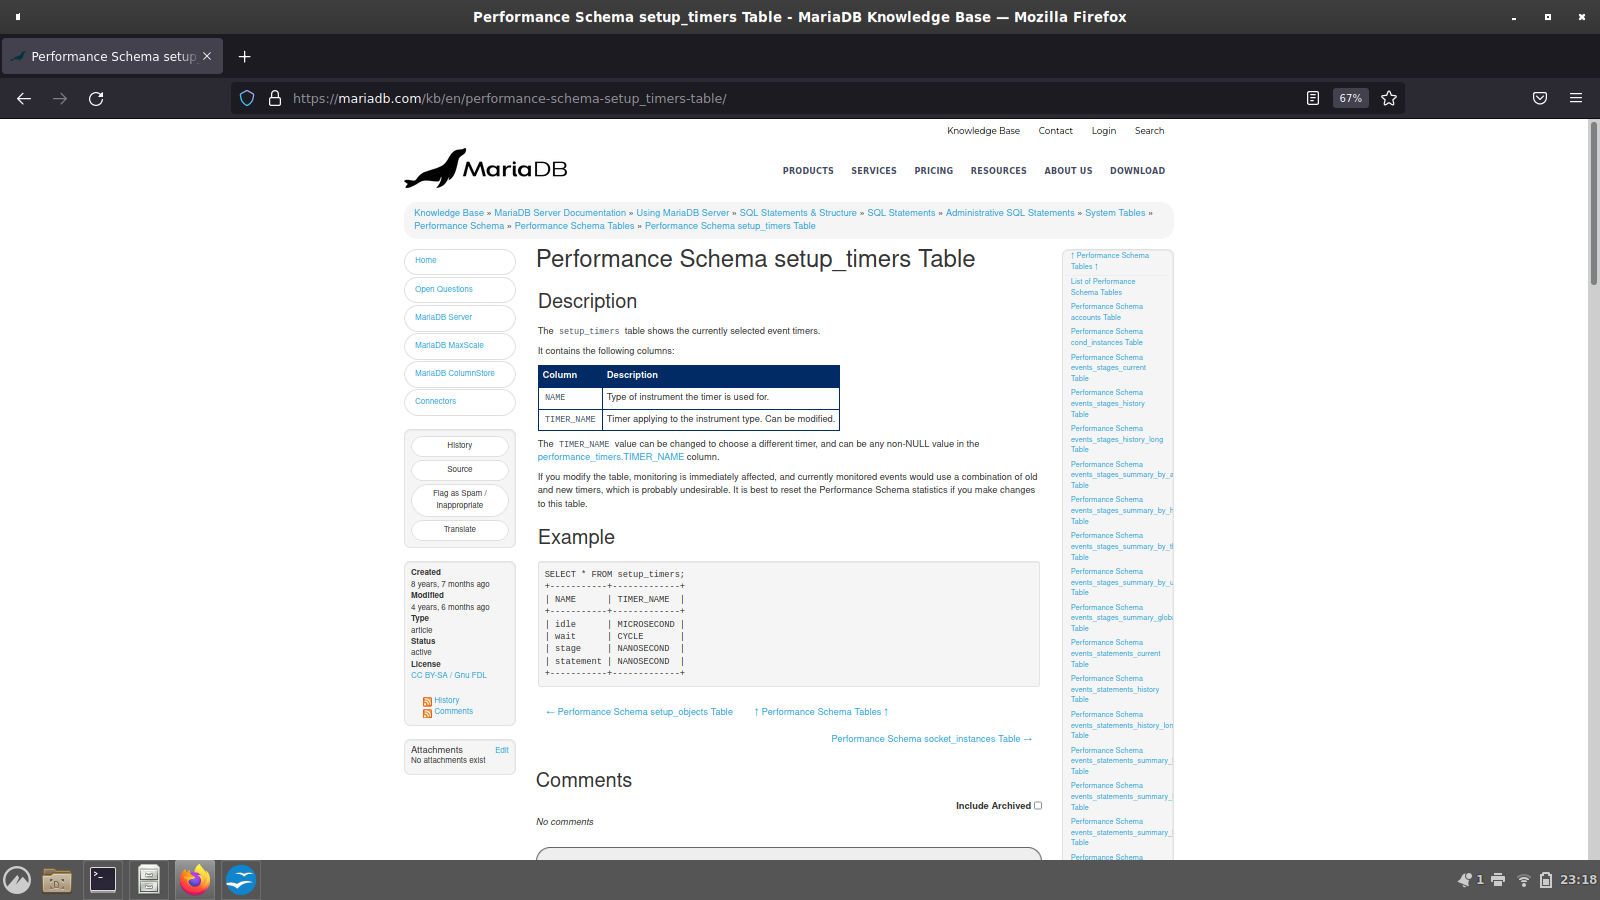 Performance Schema setup_timers Table - MariaDB Knowledge Base — Mozilla Firefox
Performance Schema setup_
https://mariadb.com/kb/en/performance-schema-setup_timers-table/
67%
Knowledge Base Contact Login Search
MariaDB
PRODUCTS SERVICES PRICING RESOURCES ABOUT US DOWNLOAD
Knowledge Base » MariaDB Server Documentation » Using MariaDB Server » SQL Statements & Structure » SQL Statements » Administrative SQL Statements » System Tables »
Performance Schema » Performance Schema Tables » Performance Schema setup_timers Table
Home
Open Questions
MariaDB Server
MariaDB MaxScale
MariaDB ColumnStore
Connectors
History
Source
Flag as Spam /
Inappropriate
Translate
Created
8 years, 7 months ago
Modified
4 years, 6 months ago
Type
article
Status
active
License
CC BY-SA / Gnu FDL
History
Comments
Attachments Edit
No attachments exist
Performance Schema setup_timers Table
Description
The setup_timers table shows the currently selected event timers.
It contains the following columns:
Column Description
NAME Type of instrument the timer is used for.
TIMER_NAME Timer applying to the instrument type. Can be modified.
The TIMER_NAME value can be changed to choose a different timer, and can be any non-NULL value in the
performance_timers.TIMER_NAME column.
If you modify the table, monitoring is immediately affected, and currently monitored events would use a combination of old
and new timers, which is probably undesirable. It is best to reset the Performance Schema statistics if you make changes
to this table.
Example
SELECT * FROM setup_timers;
+-----------+-------------+
| NAME      | TIMER_NAME  |
+-----------+-------------+
| idle      | MICROSECOND |
| wait      | CYCLE       |
| stage     | NANOSECOND  |
| statement | NANOSECOND  |
+-----------+-------------+
← Performance Schema setup_objects Table ↑ Performance Schema Tables ↑
Performance Schema socket_instances Table →
Comments
Include Archived
No comments
↑ Performance Schema
Tables ↑
List of Performance
Schema Tables
Performance Schema
accounts Table
Performance Schema
cond_instances Table
Performance Schema
events_stages_current
Table
Performance Schema
events_stages_history
Table
Performance Schema
events_stages_history_long
Table
Performance Schema
events_stages_summary_by_a
Table
Performance Schema
events_stages_summary_by_h
Table
Performance Schema
events_stages_summary_by_t
Table
Performance Schema
events_stages_summary_by_u
Table
Performance Schema
events_stages_summary_glob
Table
Performance Schema
events_statements_current
Table
Performance Schema
events_statements_history
Table
Performance Schema
events_statements_history_lon
Table
Performance Schema
events_statements_summary_
Table
Performance Schema
events_statements_summary_
Table
Performance Schema
events_statements_summary_
Table
Performance Schema
1
23:18